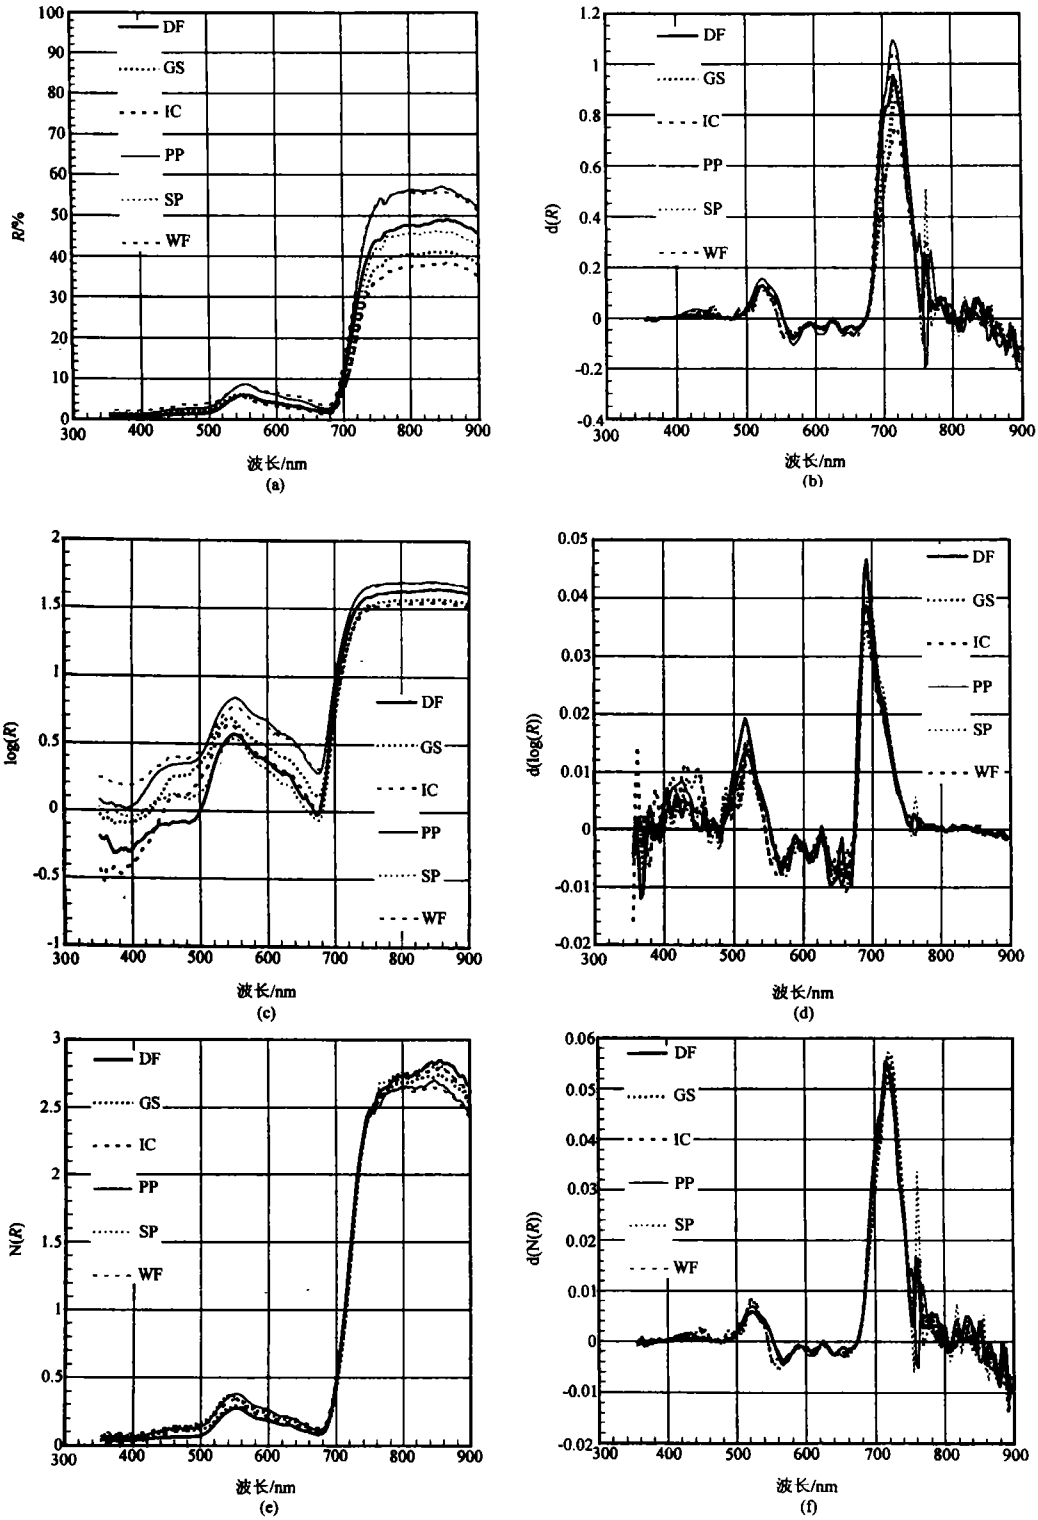 100
90
80
70
60
50
40
30
20
10
0
R/%
DF
GS
IC
PP
SP
WF
300 400 500 600 700 800 900
波长/nm
(a)
1.2
1
0.8
0.6
0.4
0.2
0
-0.2
-0.4
d(R)
DF
GS
IC
PP
SP
WF
300 400 500 600 700 800 900
波长/nm
(b)
2
1.5
1
0.5
0
-0.5
-1
log(R)
DF
GS
IC
PP
SP
WF
300 400 500 600 700 800 900
波长/nm
(c)
0.05
0.04
0.03
0.02
0.01
0
-0.01
-0.02
d(log(R))
DF
GS
IC
PP
SP
WF
300 400 500 600 700 800 900
波长/nm
(d)
3
2.5
2
1.5
1
0.5
0
N(R)
DF
GS
IC
PP
SP
WF
300 400 500 600 700 800 900
波长/nm
(e)
0.06
0.05
0.04
0.03
0.02
0.01
0
-0.01
-0.02
d(N(R))
DF
GS
IC
PP
SP
WF
300 400 500 600 700 800 900
波长/nm
(f)